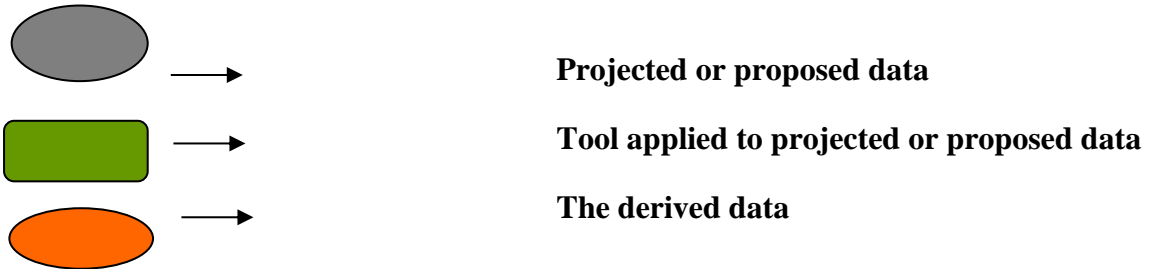 Projected or proposed data
Tool applied to projected or proposed data
The derived data